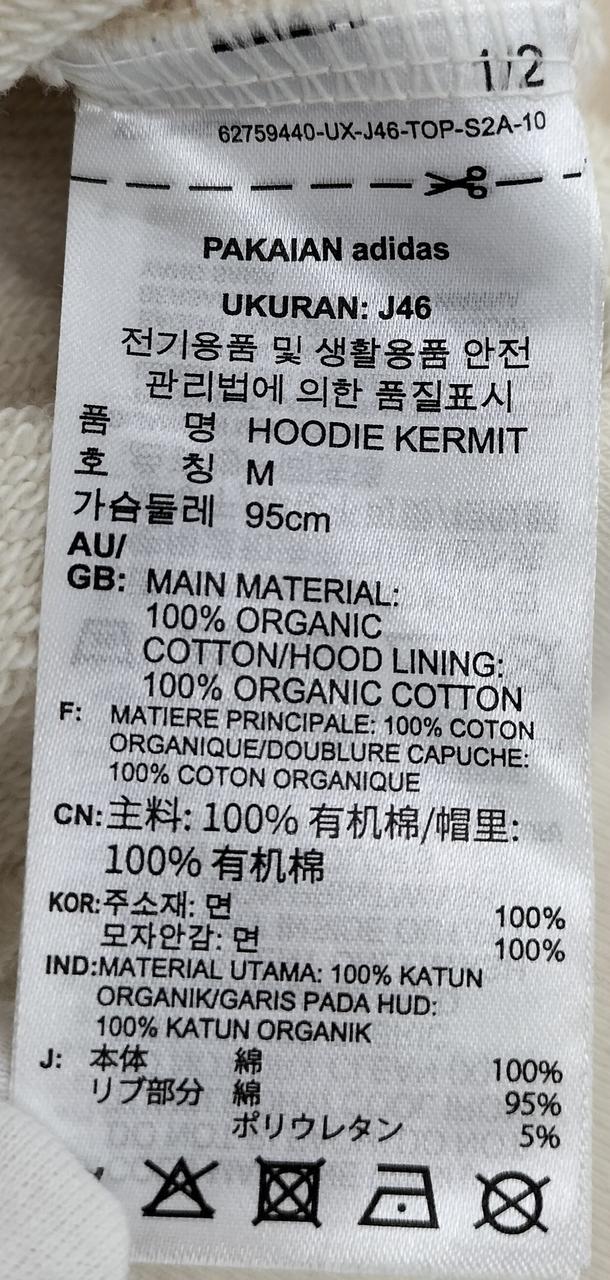 1/2
62759440-UX-J46-TOP-S2A-10
PAKAIAN adidas
UKURAN: J46
전기용품 및 생활용품 안전
관리법에 의한 품질표시
품 명 HOODIE KERMIT
호 칭 M
가슴둘레 95cm
AU/
GB: MAIN MATERIAL:
100% ORGANIC
COTTON/HOOD LINING:
100% ORGANIC COTTON
F: MATIERE PRINCIPALE: 100% COTON
ORGANIQUE/DOUBLURE CAPUCHE:
100% COTON ORGANIQUE
CN: 主料: 100% 有机棉/帽里:
100% 有机棉
KOR: 주소재: 면 100%
모자안감: 면 100%
IND:MATERIAL UTAMA: 100% KATUN
ORGANIK/GARIS PADA HUD:
100% KATUN ORGANIK
J: 本体 綿 100%
リブ部分 綿 95%
ポリウレタン 5%